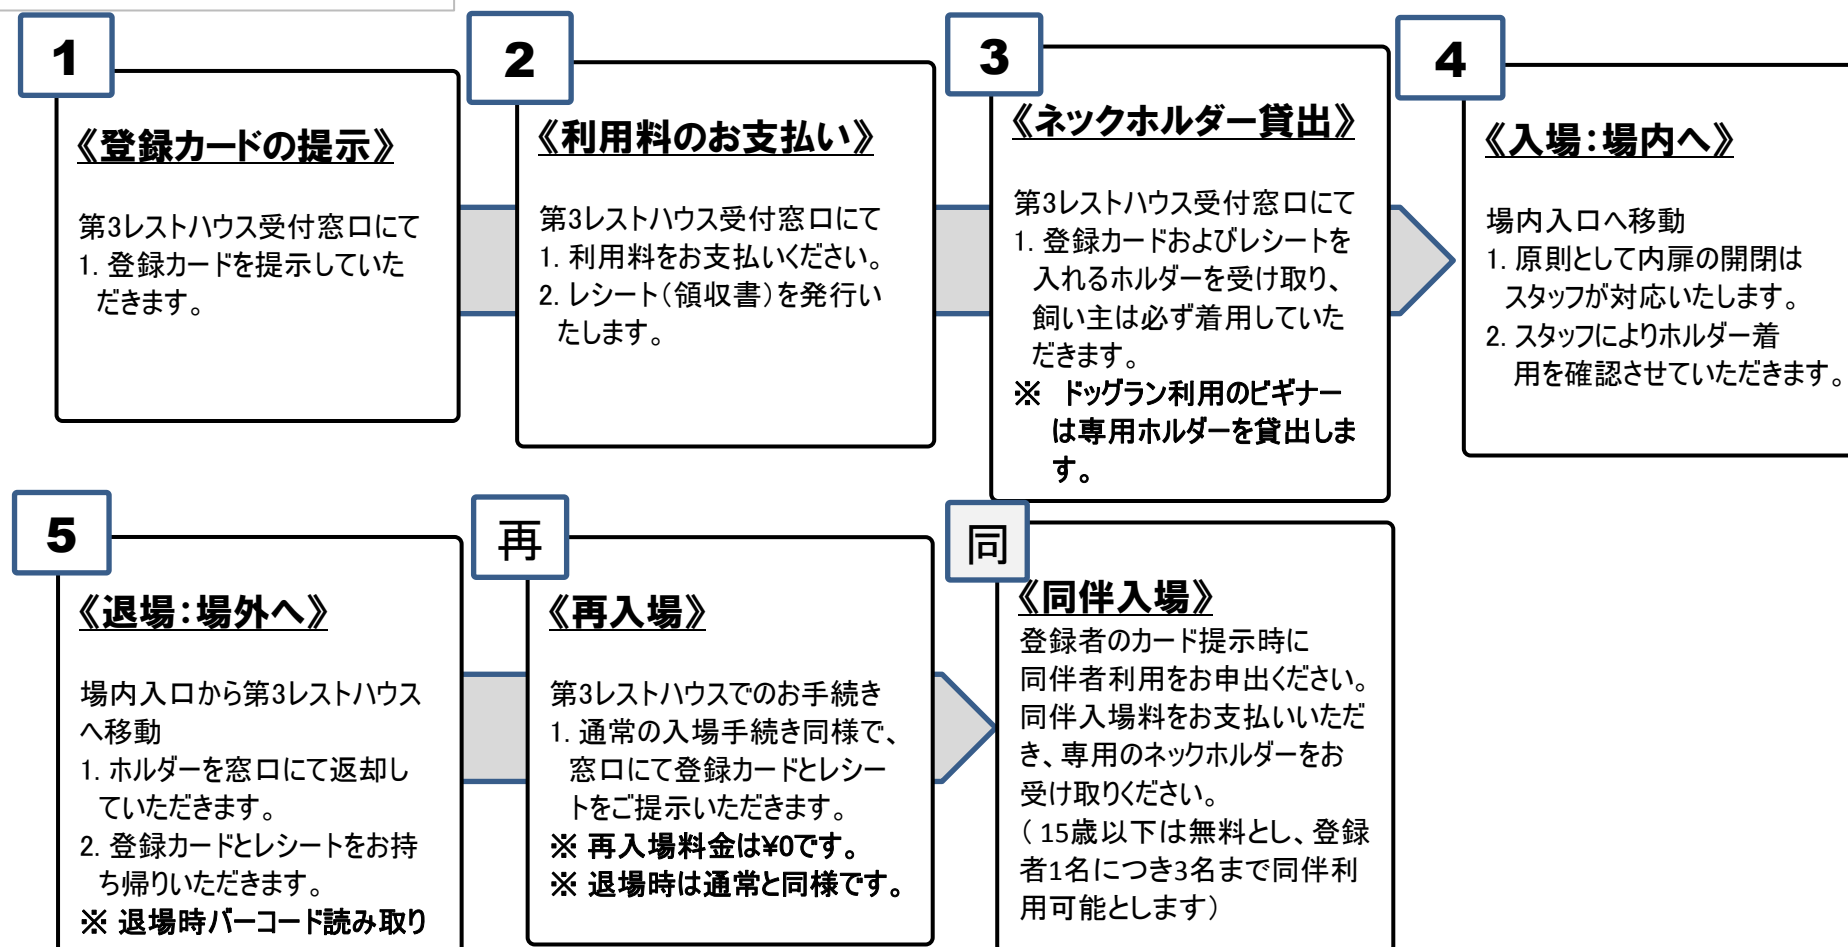 1
《登録カードの提示》
第3レストハウス受付窓口にて
1. 登録カードを提示していた
だきます。
2
《利用料のお支払い》
第3レストハウス受付窓口にて
1. 利用料をお支払いください。
2. レシート（領収書）を発行い
たします。
3
《ネックホルダー貸出》
第3レストハウス受付窓口にて
1. 登録カードおよびレシートを
入れるホルダーを受け取り、
飼い主は必ず着用していた
だきます。
※　ドッグラン利用のビギナー
は専用ホルダーを貸出しま
す。
4
《入場：場内へ》
場内入口へ移動
1. 原則として内扉の開閉は
スタッフが対応いたします。
2. スタッフによりホルダー着
用を確認させていただきます。
5
《退場：場外へ》
場内入口から第3レストハウス
へ移動
1. ホルダーを窓口にて返却し
ていただきます。
2. 登録カードとレシートをお持
ち帰りいただきます。
※ 退場時バーコード読み取り
再
《再入場》
第3レストハウスでのお手続き
1. 通常の入場手続き同様で、
窓口にて登録カードとレシー
トをご提示いただきます。
※ 再入場料金は¥0です。
※ 退場時は通常と同様です。
同
《同伴入場》
登録者のカード提示時に
同伴者利用をお申出ください。
同伴入場料をお支払いいただ
き、専用のネックホルダーをお
受け取りください。
（ 15歳以下は無料とし、登録
者1名につき3名まで同伴利
用可能とします）